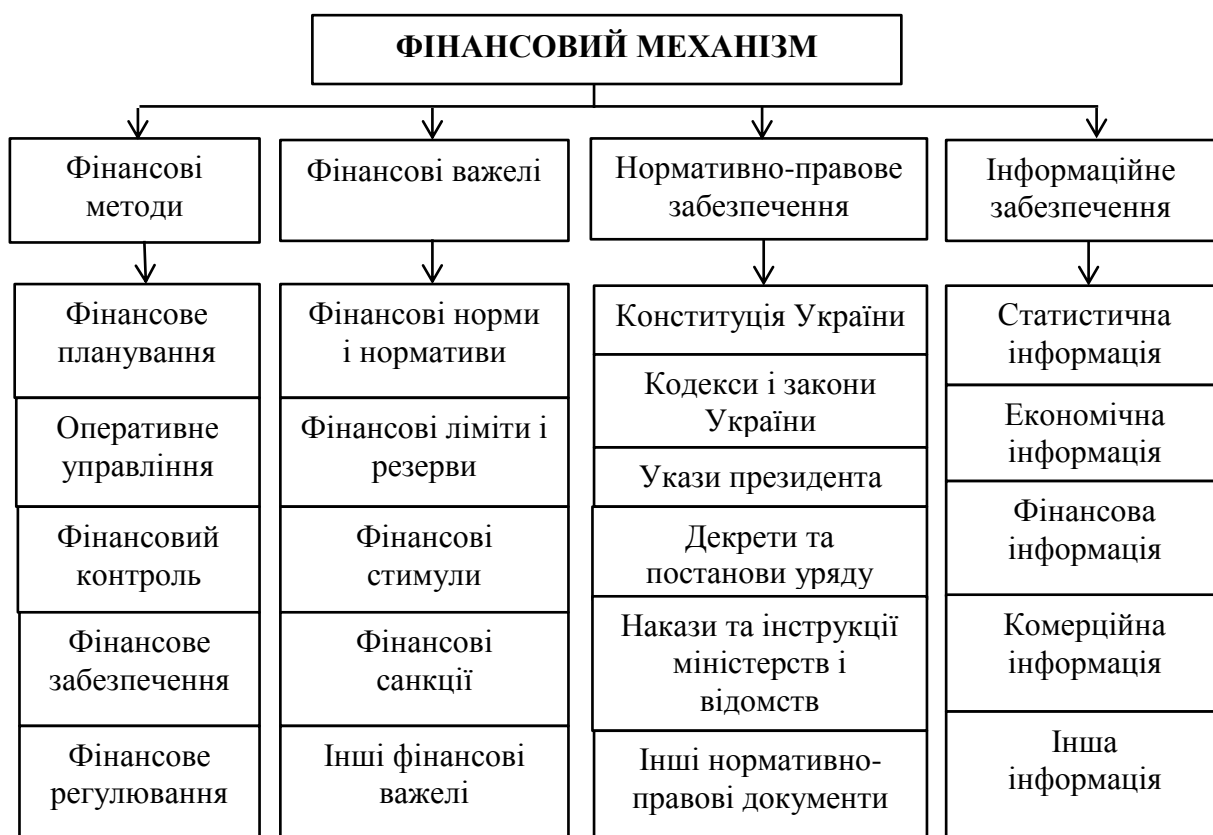 ФІНАНСОВИЙ МЕХАНІЗМ
Фінансові
методи
Фінансові важелі
Нормативно-правове
забезпечення
Інформаційне
забезпечення
Фінансове
планування
Оперативне
управління
Фінансовий
контроль
Фінансове
забезпечення
Фінансове
регулювання
Фінансові норми
і нормативи
Фінансові ліміти і
резерви
Фінансові
стимули
Фінансові
санкції
Інші фінансові
важелі
Конституція України
Кодекси і закони
України
Укази президента
Декрети та
постанови уряду
Накази та інструкції
міністерств і
відомств
Інші нормативно-
правові документи
Статистична
інформація
Економічна
інформація
Фінансова
інформація
Комерційна
інформація
Інша
інформація